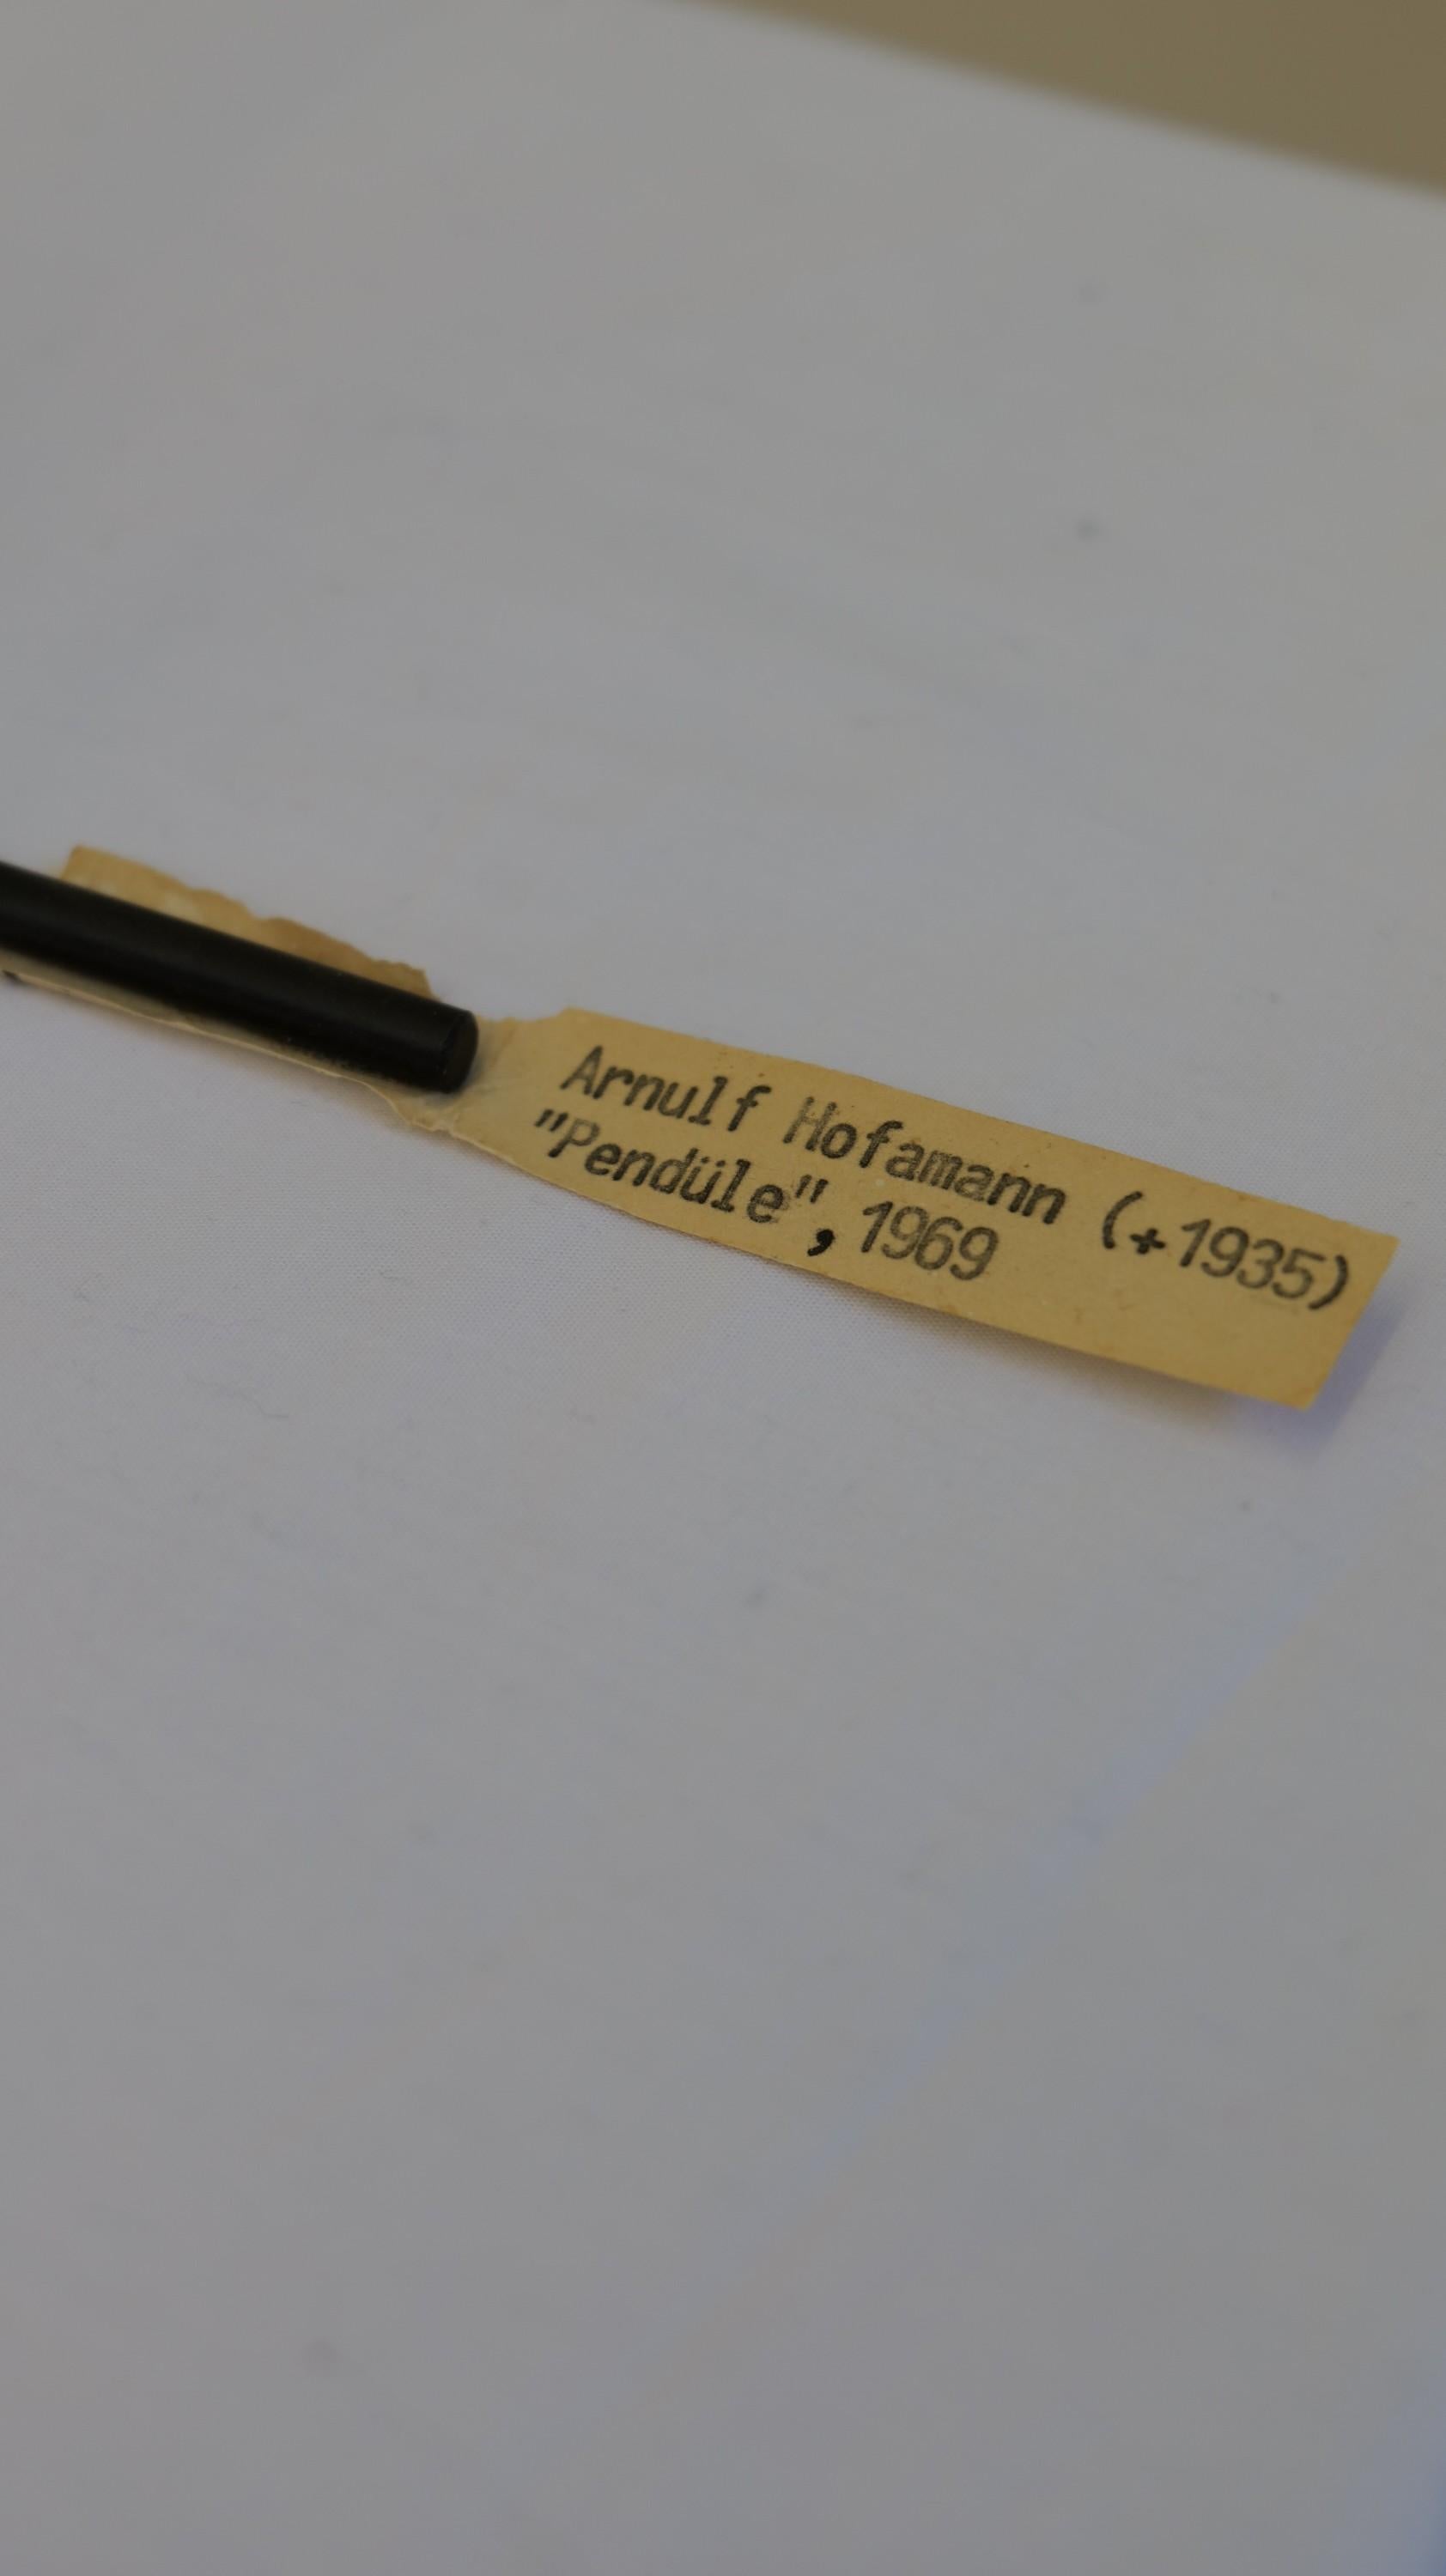 Arnulf Hofamann (+1935)
"Pendüle", 1969